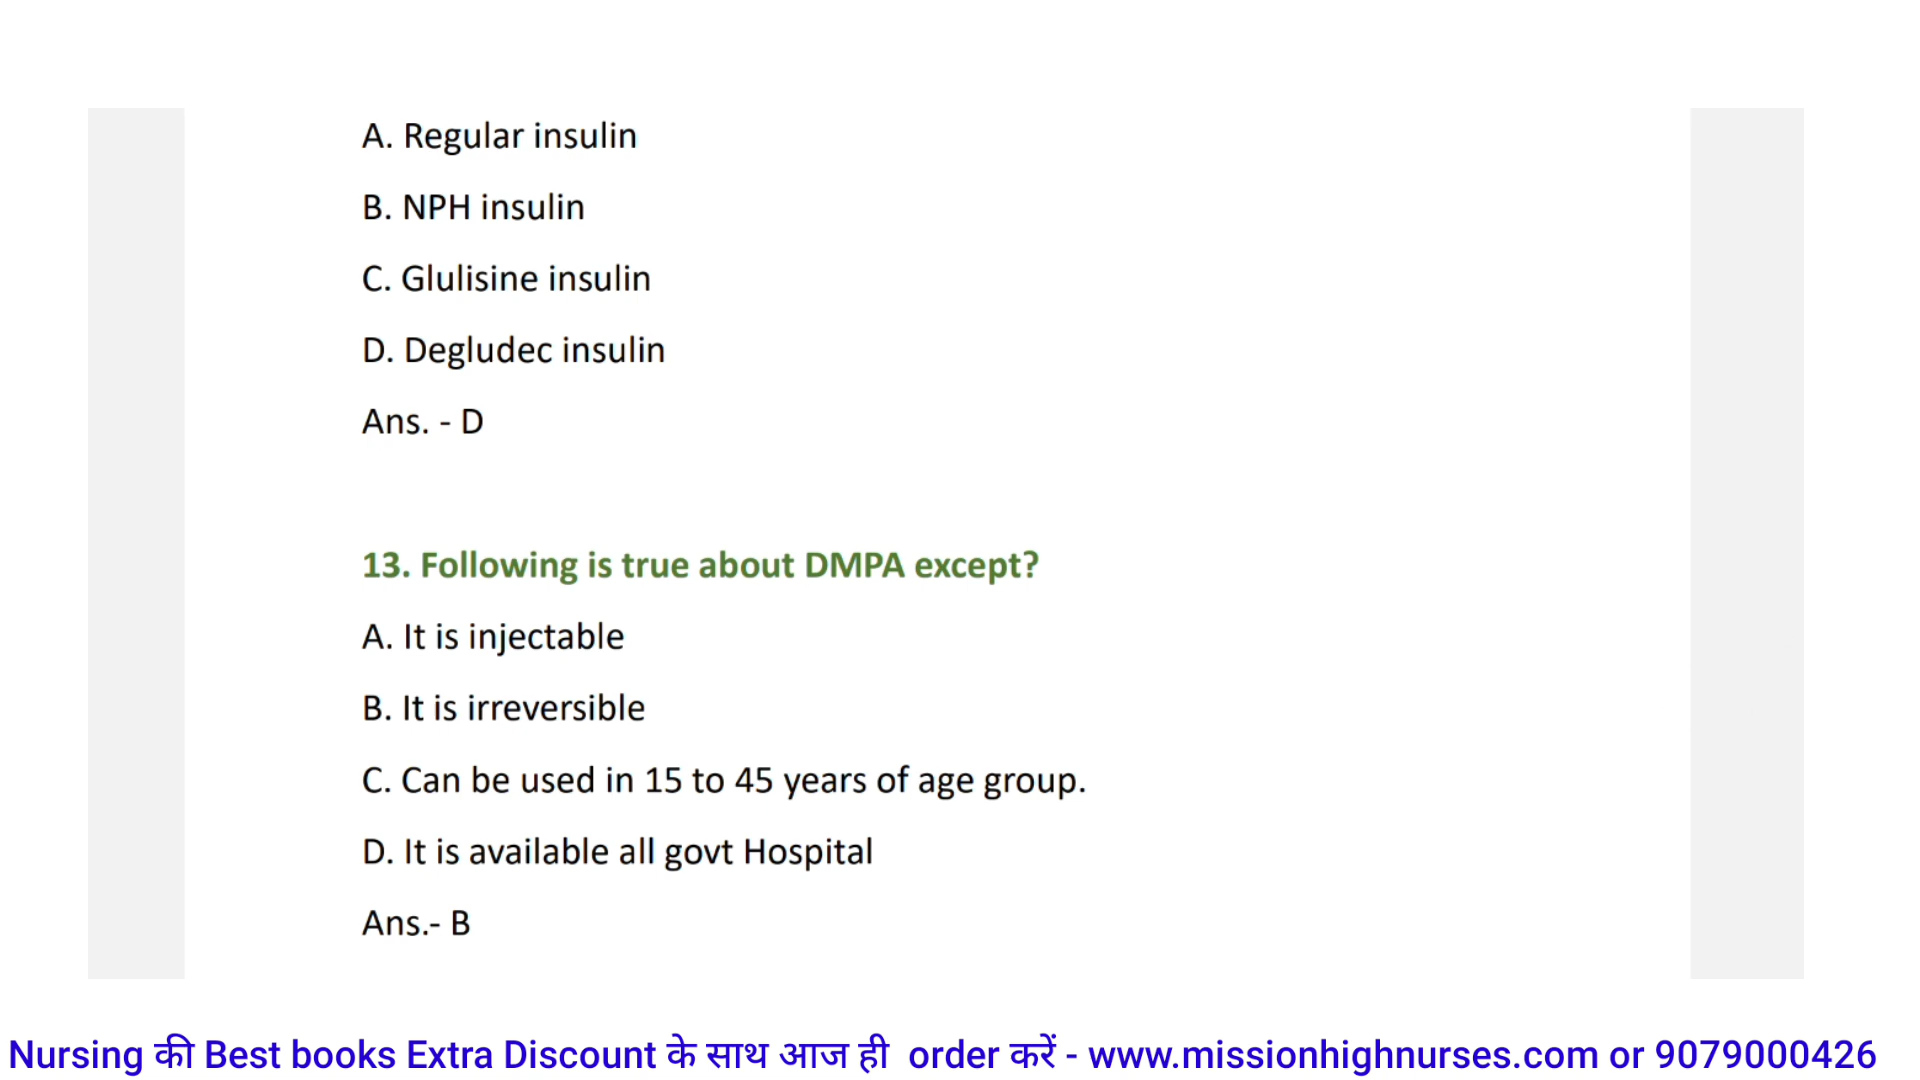 A. Regular insulin
B. NPH insulin
C. Glulisine insulin
D. Degludec insulin
Ans. - D
13. Following is true about DMPA except?
A. It is injectable
B. It is irreversible
C. Can be used in 15 to 45 years of age group.
D. It is available all govt Hospital
Ans.- B
Nursing की Best books Extra Discount के साथ आज ही order करें - www.missionhighnurses.com or 9079000426